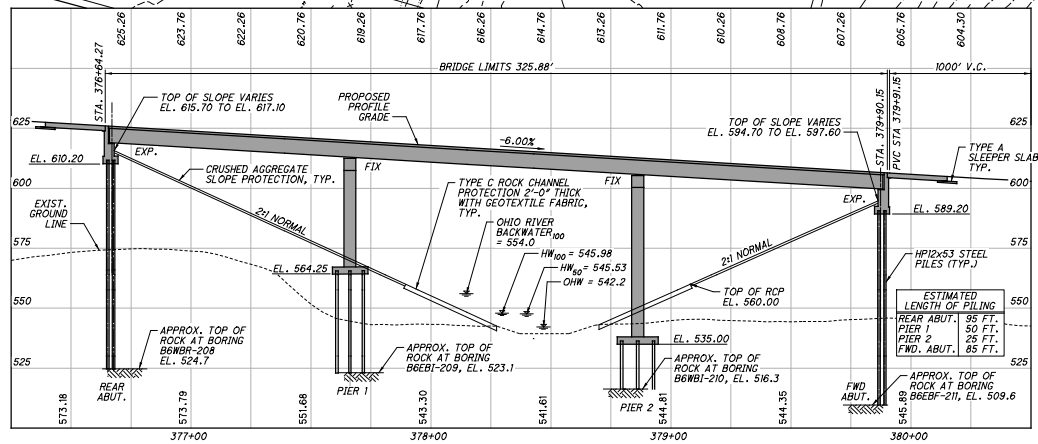 625.26
623.76
622.26
620.76
619.26
617.76
616.26
614.76
613.26
611.76
610.26
608.76
607.26
605.76
604.30
STA. 376+64.27
BRIDGE LIMITS 325.88'
STA. 379+90.15
PVC STA 379+91.15
1000' V.C.
TOP OF SLOPE VARIES
EL. 615.70 TO EL. 617.10
PROPOSED
PROFILE
GRADE
TOP OF SLOPE VARIES
EL. 594.70 TO EL. 597.60
625
625
-6.00%
TYPE A
SLEEPER SLAB
TYP.
EL. 610.20
EXP.
FIX
CRUSHED AGGREGATE
SLOPE PROTECTION, TYP.
TYPE C ROCK CHANNEL
PROTECTION 2'-0" THICK
WITH GEOTEXTILE FABRIC,
TYP.
FIX
EXP.
600
600
EXIST.
GROUND
LINE
2:1 NORMAL
OHIO RIVER
BACKWATER100
= 554.0
EL. 589.20
575
575
2:1 NORMAL
HW100 = 545.98
HW50 = 545.53
OHW = 542.2
HP12x53 STEEL
PILES (TYP.)
EL. 564.25
TOP OF RCP
EL. 560.00
ESTIMATED
LENGTH OF PILING
REAR ABUT. 95 FT.
PIER 1 50 FT.
PIER 2 25 FT.
FWD. ABUT. 85 FT.
550
550
APPROX. TOP OF
ROCK AT BORING
B6WBR-208
EL. 524.7
APPROX. TOP OF
ROCK AT BORING
B6EBI-209, EL. 523.1
EL. 535.00
APPROX. TOP OF
ROCK AT BORING
B6WBI-210, EL. 516.3
525
525
REAR
ABUT.
PIER 1
PIER 2
FWD
ABUT.
APPROX. TOP OF
ROCK AT BORING
B6EBF-211, EL. 509.6
573.18
573.79
551.68
543.30
541.61
544.81
544.35
545.89
377+00
378+00
379+00
380+00